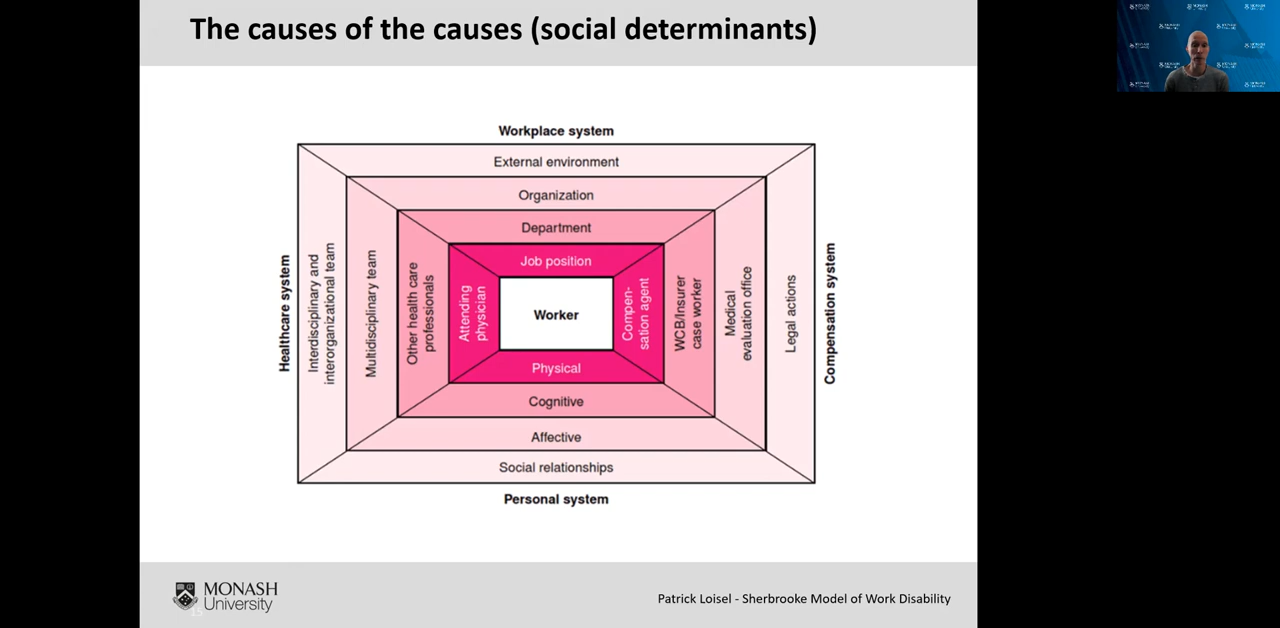 The causes of the causes (social determinants)
Workplace system
External environment
Organization
Department
Job position
Healthcare system
Interdisciplinary and
interorganizational team
Multidisciplinary team
Other health care
professionals
Attending
physician
Worker
Compen-
sation agent
WCB/Insurer
case worker
Medical
evaluation office
Legal actions
Compensation system
Physical
Cognitive
Affective
Social relationships
Personal system
MONASH
University
Patrick Loisel - Sherbrooke Model of Work Disability